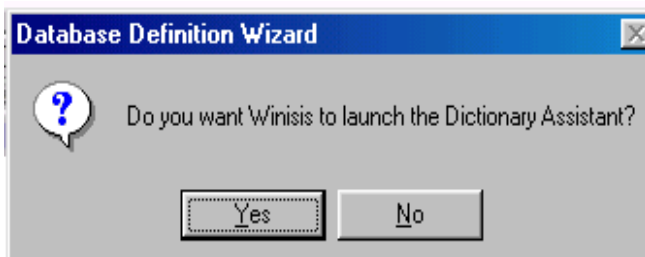 Database Definition Wizard
Do you want Winisis to launch the Dictionary Assistant?
Yes No